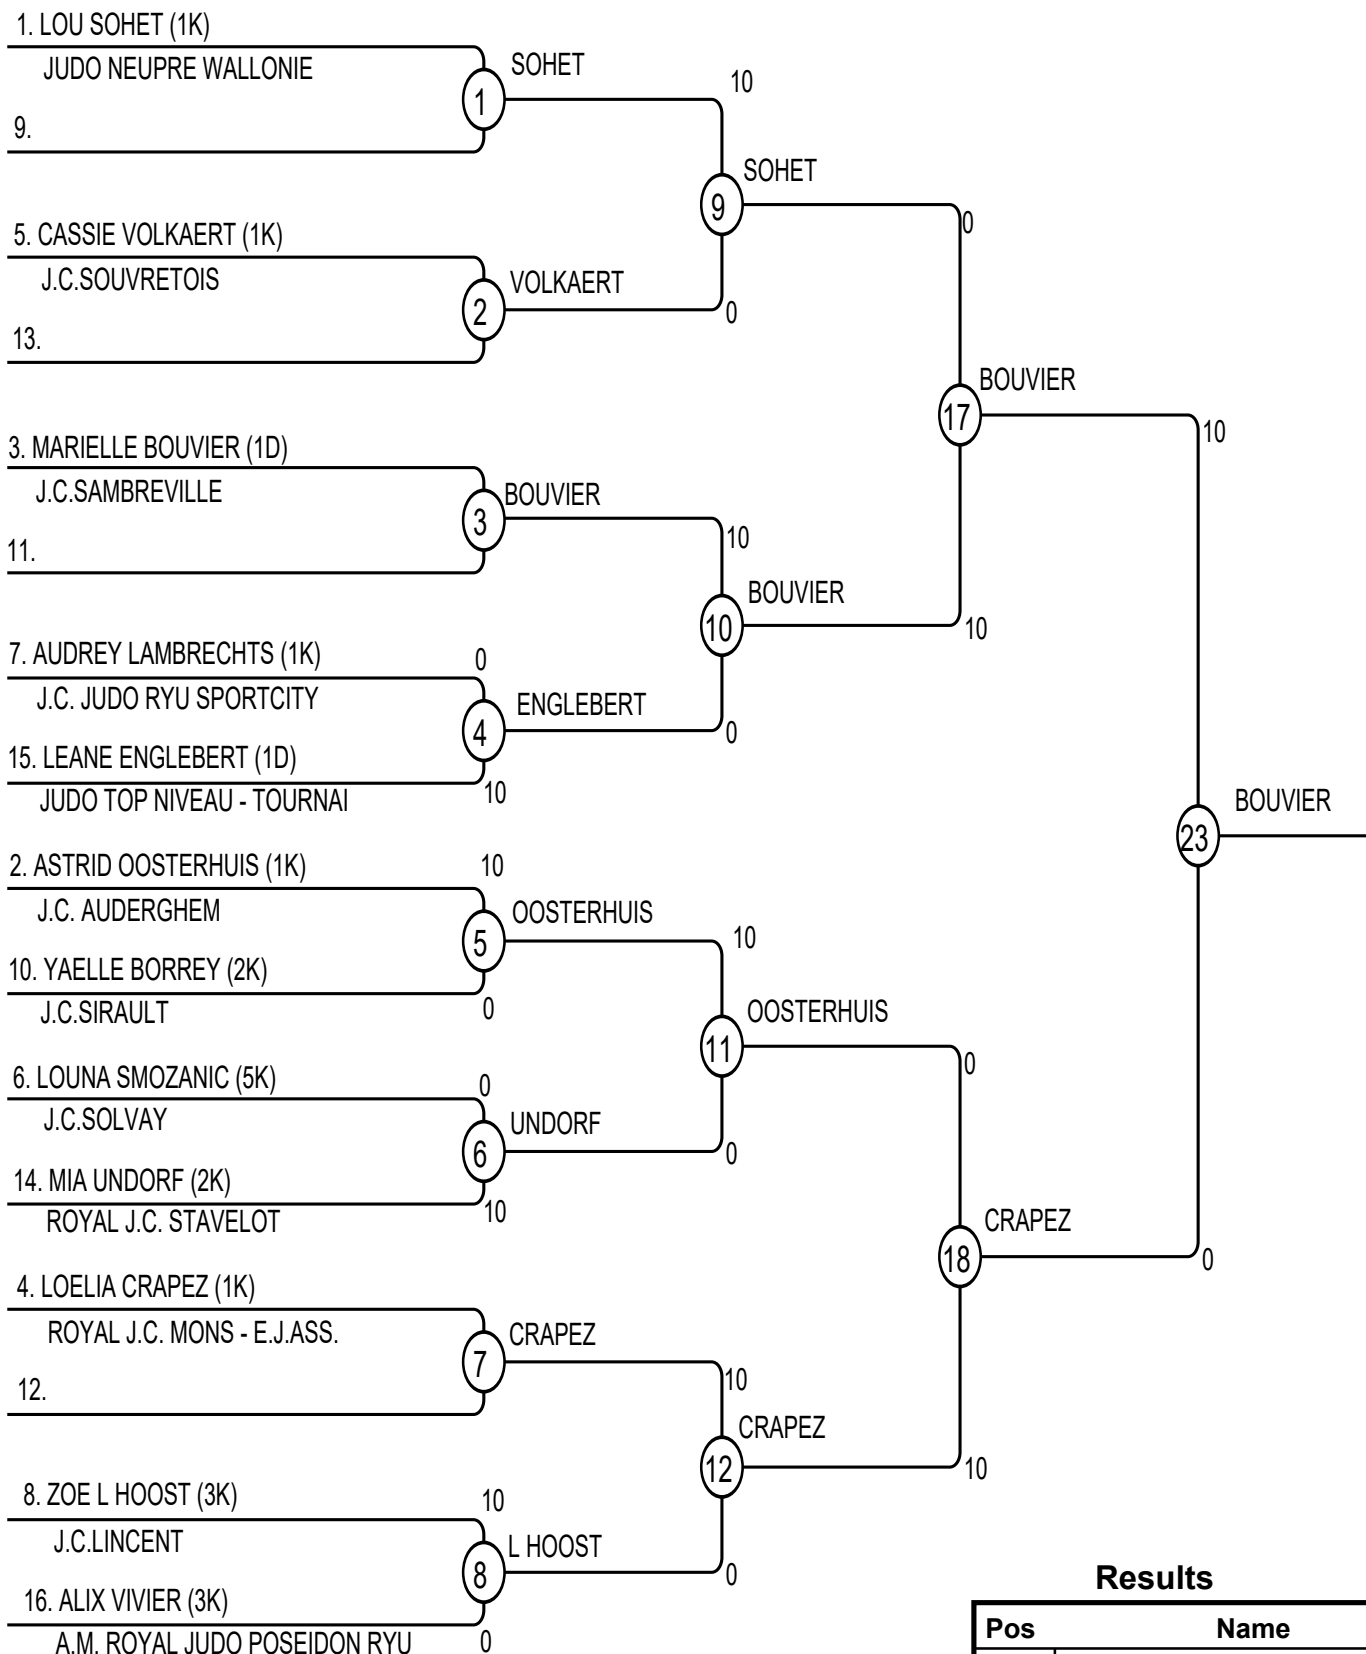 1. LOU SOHET (1K)
JUDO NEUPRE WALLONIE
9.
1
SOHET
10
5. CASSIE VOLKAERT (1K)
J.C.SOUVRETOIS
13.
2
VOLKAERT
0
9
SOHET
0
3. MARIELLE BOUVIER (1D)
J.C.SAMBREVILLE
11.
3
BOUVIER
10
7. AUDREY LAMBRECHTS (1K)
0
J.C. JUDO RYU SPORTCITY
15. LEANE ENGLEBERT (1D)
JUDO TOP NIVEAU - TOURNAI
10
4
ENGLEBERT
0
10
BOUVIER
10
17
BOUVIER
10
2. ASTRID OOSTERHUIS (1K)
10
J.C. AUDERGHEM
10. YAELLE BORREY (2K)
J.C.SIRAULT
0
5
OOSTERHUIS
10
6. LOUNA SMOZANIC (5K)
0
J.C.SOLVAY
14. MIA UNDORF (2K)
ROYAL J.C. STAVELOT
10
6
UNDORF
0
11
OOSTERHUIS
0
4. LOELIA CRAPEZ (1K)
ROYAL J.C. MONS - E.J.ASS.
12.
7
CRAPEZ
10
8. ZOE L HOOST (3K)
10
J.C.LINCENT
16. ALIX VIVIER (3K)
A.M. ROYAL JUDO POSEIDON RYU
0
8
L HOOST
0
12
CRAPEZ
10
18
CRAPEZ
0
23
BOUVIER
Results
Pos Name